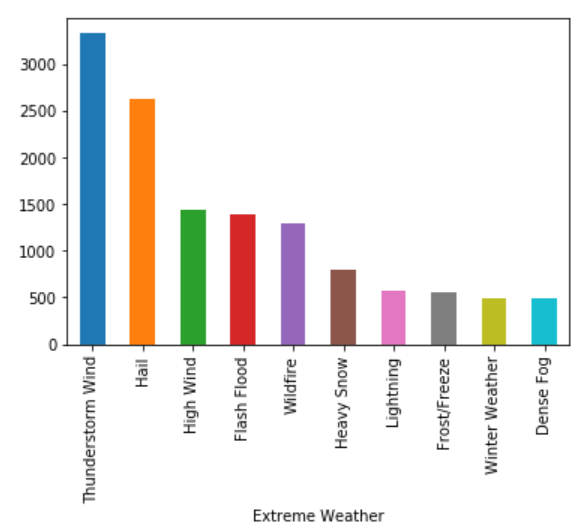 3000
2500
2000
1500
1000
500
0
Thunderstorm Wind
Hail
High Wind
Flash Flood
Wildfire
Heavy Snow
Lightning
Frost/Freeze
Winter Weather
Dense Fog
Extreme Weather